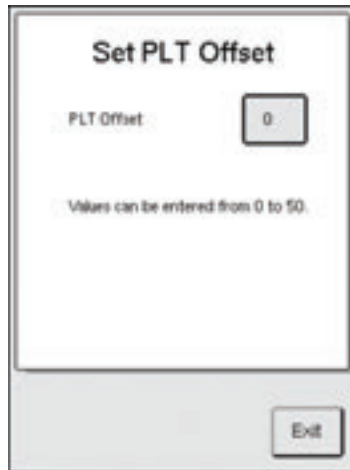 Set PLT Offset
PLT Offset 0
Values can be entered from 0 to 50.
Exit